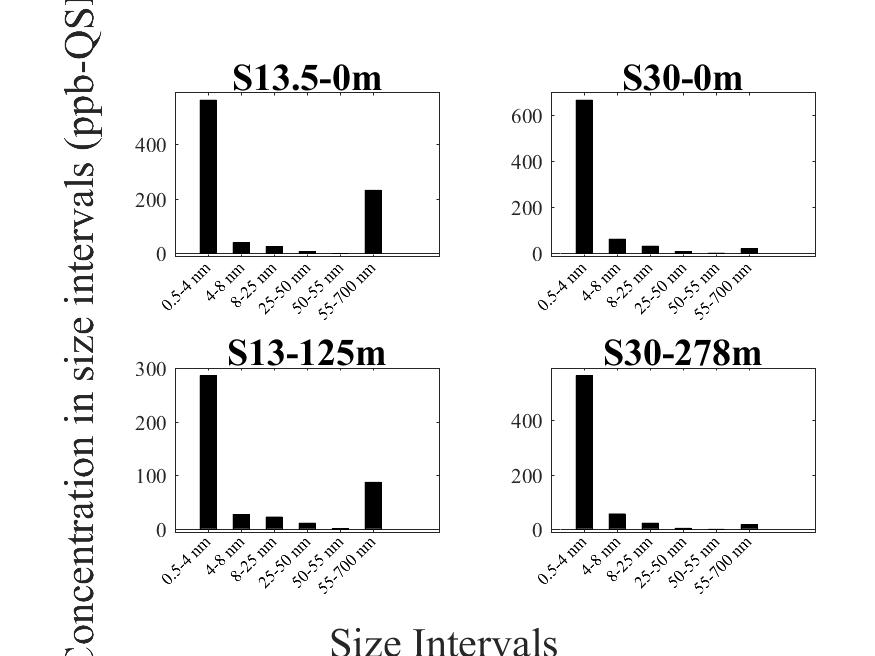 Concentration in size intervals (ppb-QS
S13.5-0m
400
200
0
0.5-4 nm
4-8 nm
8-25 nm
25-50 nm
50-55 nm
55-700 nm
S30-0m
600
400
200
0
0.5-4 nm
4-8 nm
8-25 nm
25-50 nm
50-55 nm
55-700 nm
S13-125m
300
200
100
0
0.5-4 nm
4-8 nm
8-25 nm
25-50 nm
50-55 nm
55-700 nm
S30-278m
400
200
0
0.5-4 nm
4-8 nm
8-25 nm
25-50 nm
50-55 nm
55-700 nm
Size Intervals